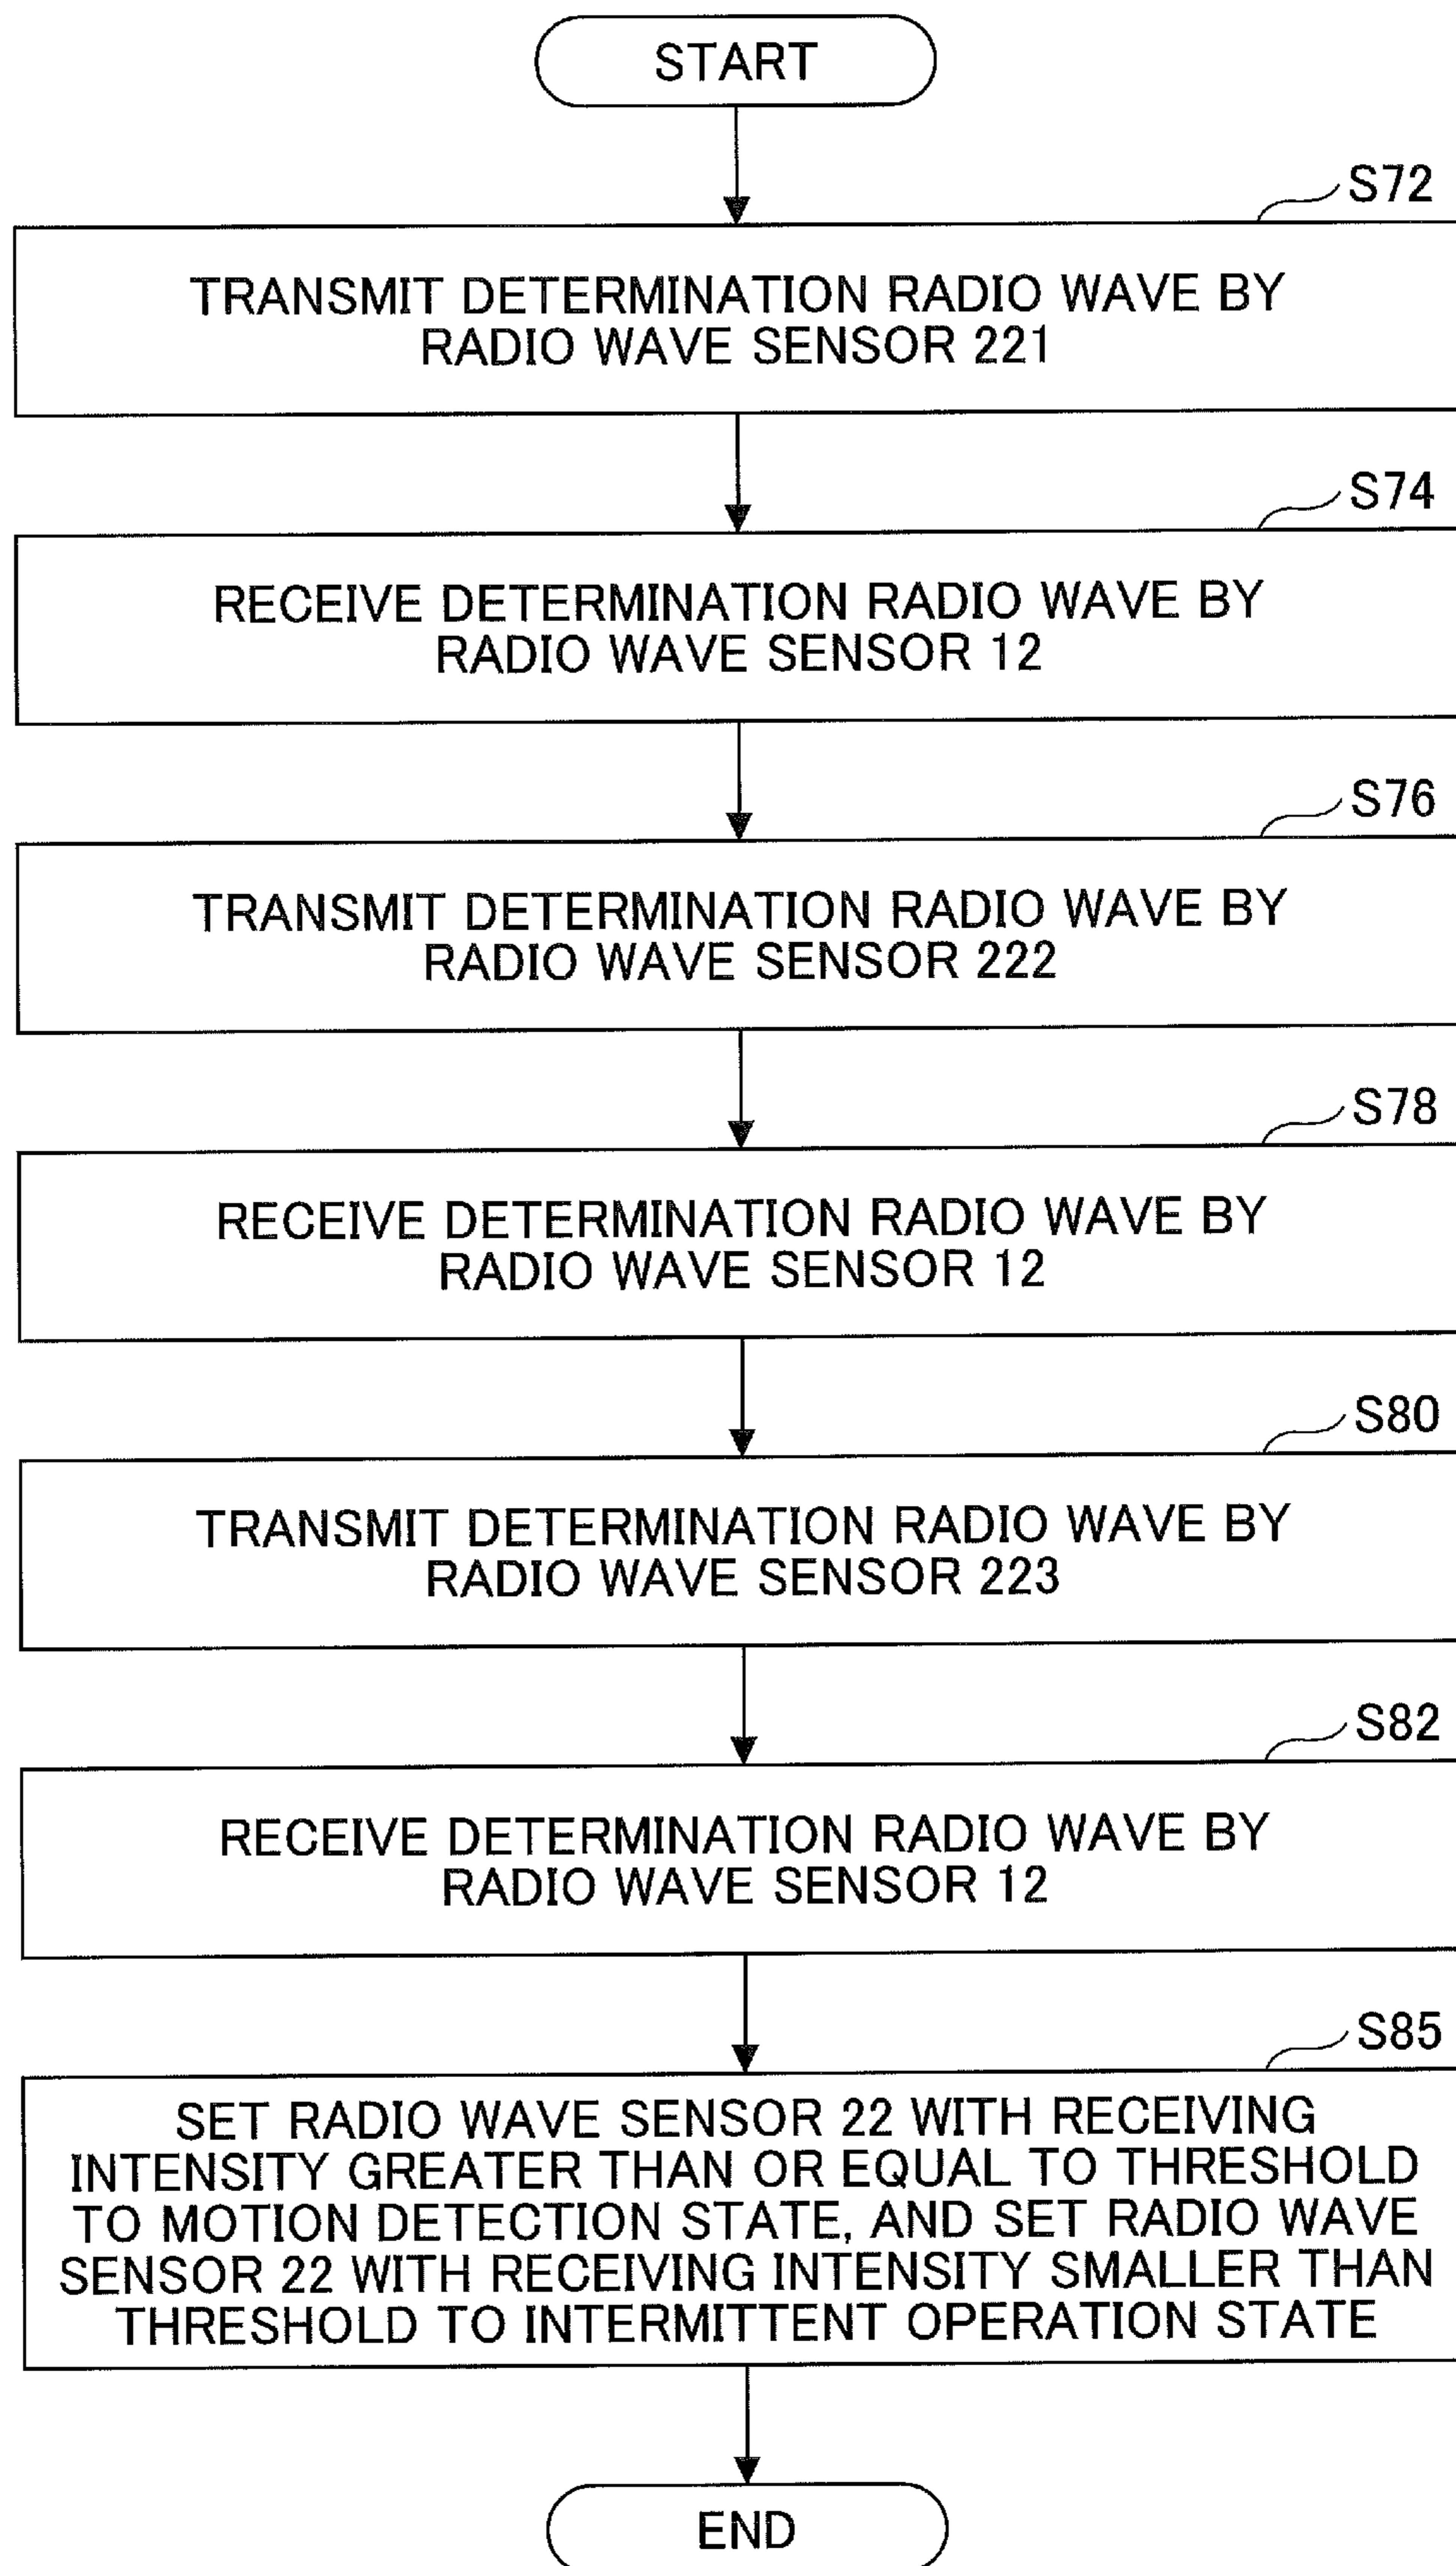 START
S72
TRANSMIT DETERMINATION RADIO WAVE BY
RADIO WAVE SENSOR 221
S74
RECEIVE DETERMINATION RADIO WAVE BY
RADIO WAVE SENSOR 12
S76
TRANSMIT DETERMINATION RADIO WAVE BY
RADIO WAVE SENSOR 222
S78
RECEIVE DETERMINATION RADIO WAVE BY
RADIO WAVE SENSOR 12
S80
TRANSMIT DETERMINATION RADIO WAVE BY
RADIO WAVE SENSOR 223
S82
RECEIVE DETERMINATION RADIO WAVE BY
RADIO WAVE SENSOR 12
S85
SET RADIO WAVE SENSOR 22 WITH RECEIVING
INTENSITY GREATER THAN OR EQUAL TO THRESHOLD
TO MOTION DETECTION STATE, AND SET RADIO WAVE
SENSOR 22 WITH RECEIVING INTENSITY SMALLER THAN
THRESHOLD TO INTERMITTENT OPERATION STATE
END